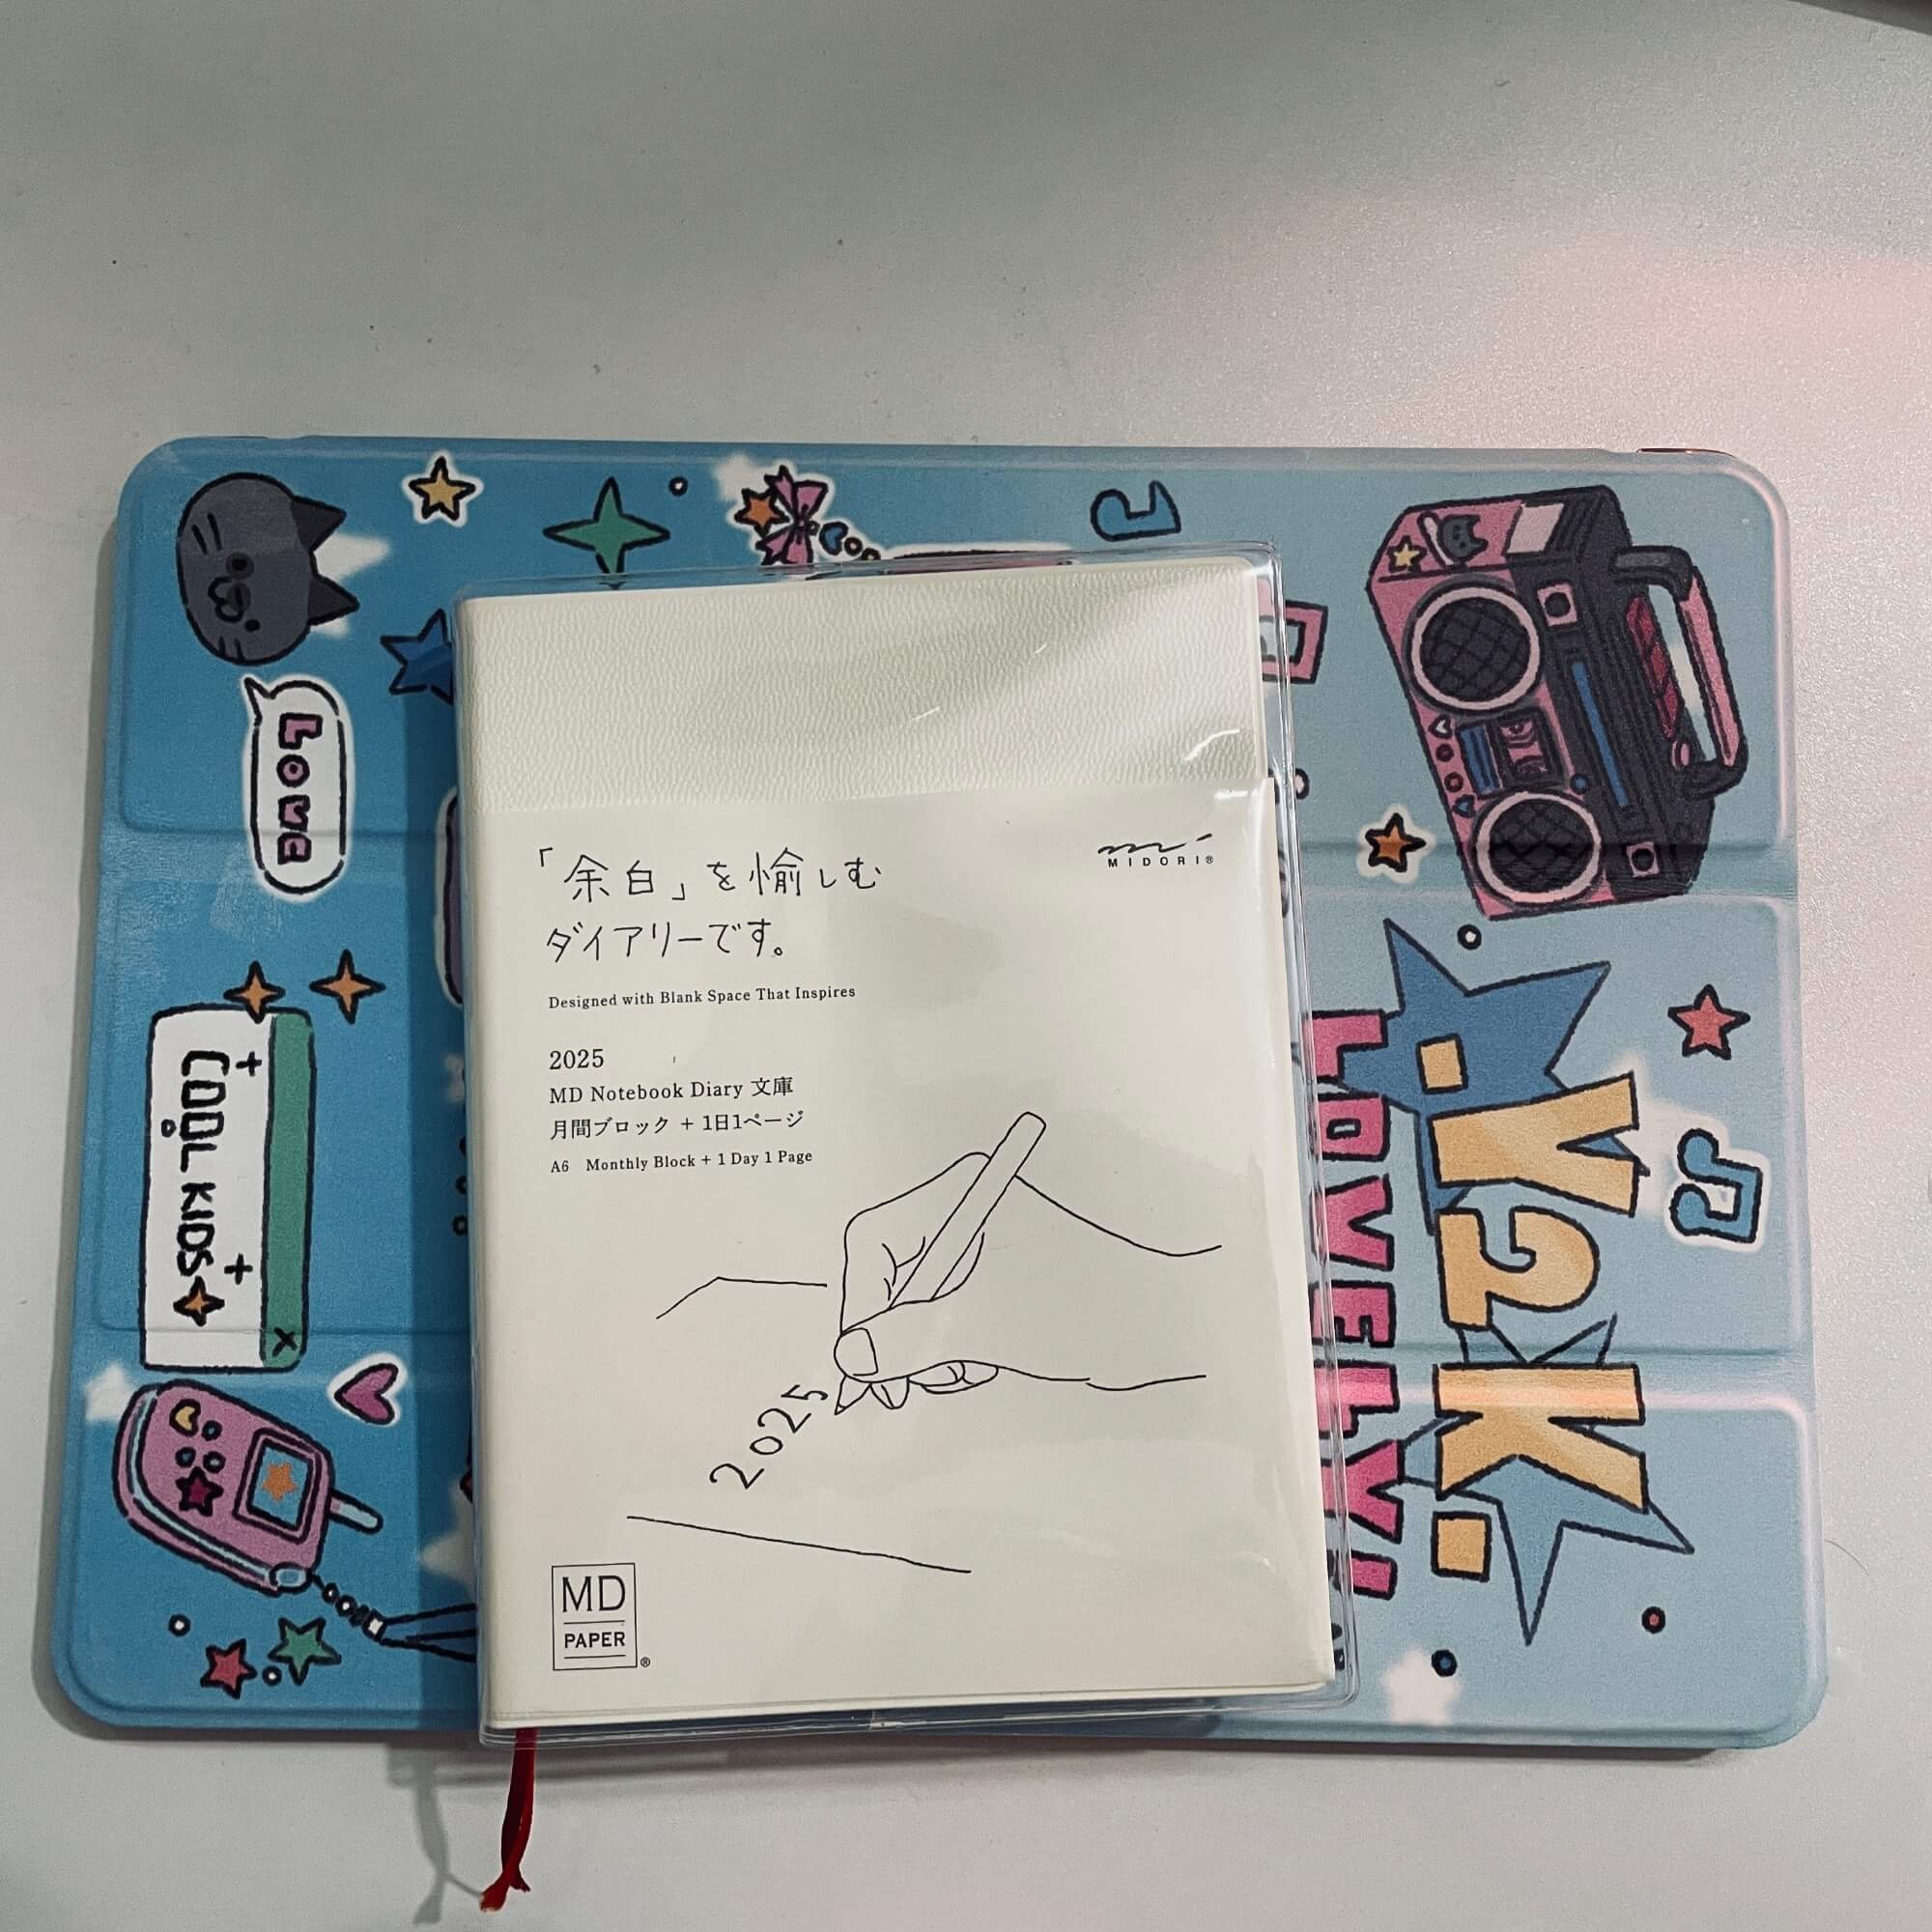 「余白」を愉しむ
ダイアリーです。
MIDORI®
Designed with Blank Space That Inspires
2025
MD Notebook Diary 文庫
月間ブロック + 1日1ページ
A6 Monthly Block + 1 Day 1 Page
2025
MD
PAPER
®
Love
COOL KIDS
X
.Y2K.
LOVELY!